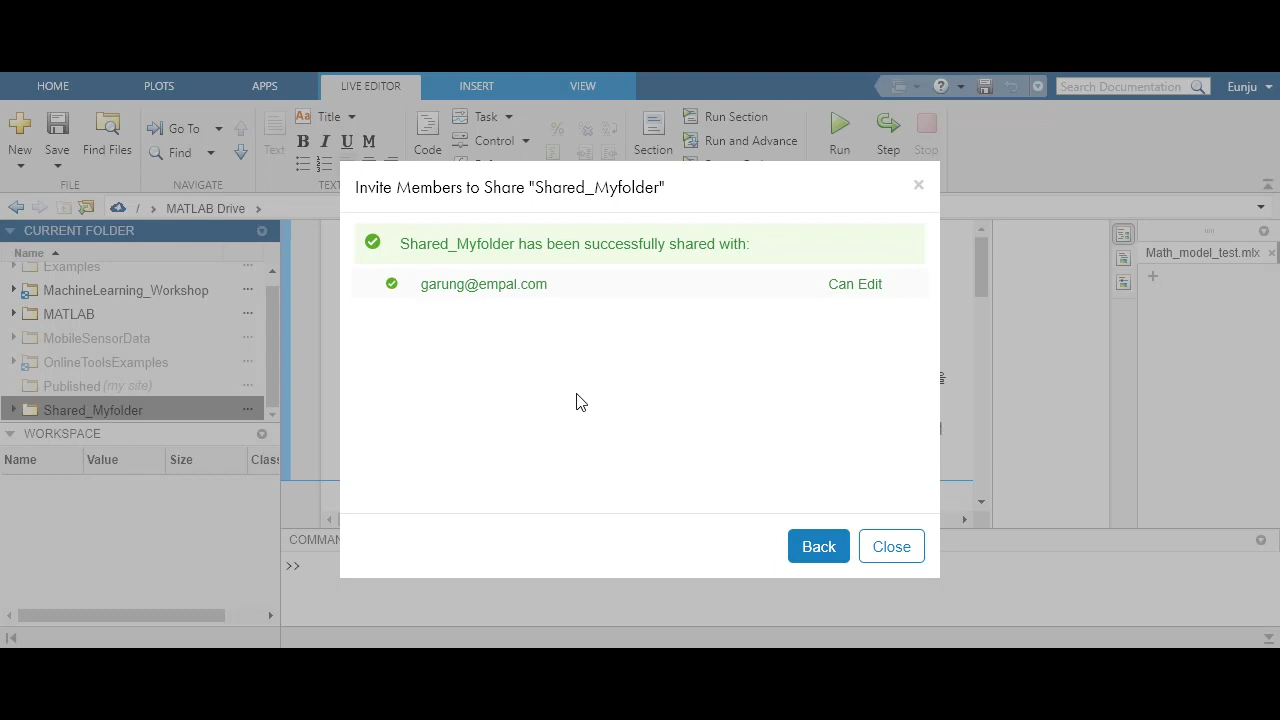 HOME PLOTS APPS LIVE EDITOR INSERT VIEW Search Documentation Eunju
New Save Find Files Go To Find Text Title B I U M Code Task Control Section Run Section Run and Advance Run Step Stop
FILE NAVIGATE TEXT
/ MATLAB Drive
CURRENT FOLDER
Name
Examples
MachineLearning_Workshop
MATLAB
MobileSensorData
OnlineToolsExamples
Published (my site)
Shared_Myfolder
WORKSPACE
Name Value Size Class
Invite Members to Share "Shared_Myfolder" ×
Shared_Myfolder has been successfully shared with:
garung@empal.com Can Edit
Back Close
Math_model_test.mlx
COMMAN
>>